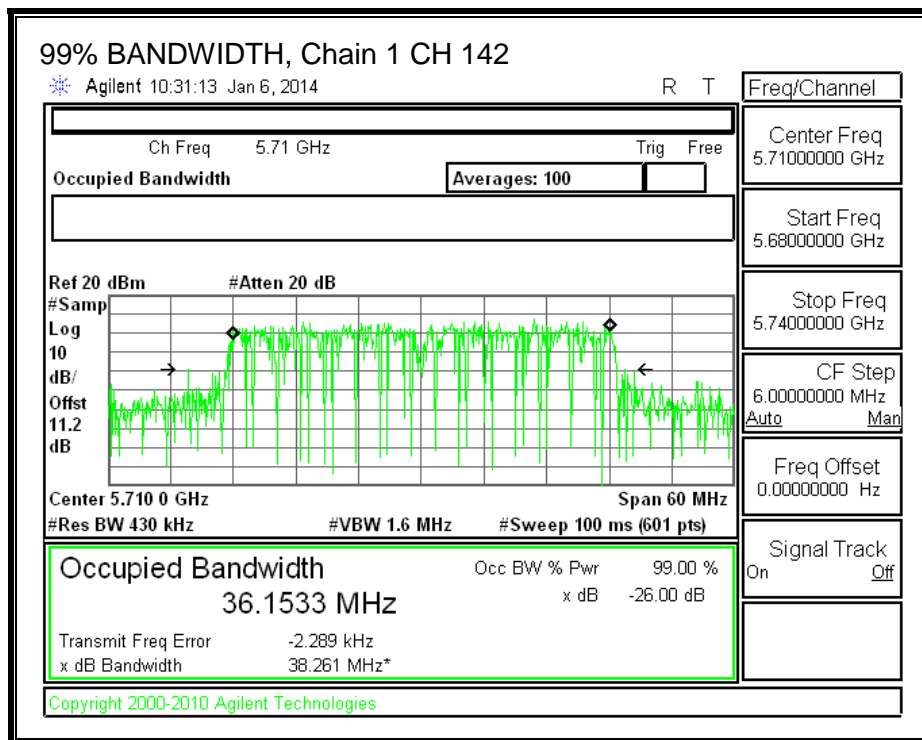 99% BANDWIDTH, Chain 1 CH 142
Agilent 10:31:13 Jan 6, 2014 R T
Freq/Channel
Ch Freq 5.71 GHz Trig Free
Occupied Bandwidth Averages: 100
Center Freq
5.71000000 GHz
Start Freq
5.68000000 GHz
Stop Freq
5.74000000 GHz
CF Step
6.00000000 MHz
Auto Man
Freq Offset
0.00000000 Hz
Signal Track
On Off
Ref 20 dBm #Atten 20 dB
#Samp
Log
10
dB/
Offst
11.2
dB
Center 5.710 0 GHz Span 60 MHz
#Res BW 430 kHz #VBW 1.6 MHz #Sweep 100 ms (601 pts)
Occupied Bandwidth Occ BW % Pwr 99.00 %
36.1533 MHz x dB -26.00 dB
Transmit Freq Error -2.289 kHz
x dB Bandwidth 38.261 MHz*
Copyright 2000-2010 Agilent Technologies